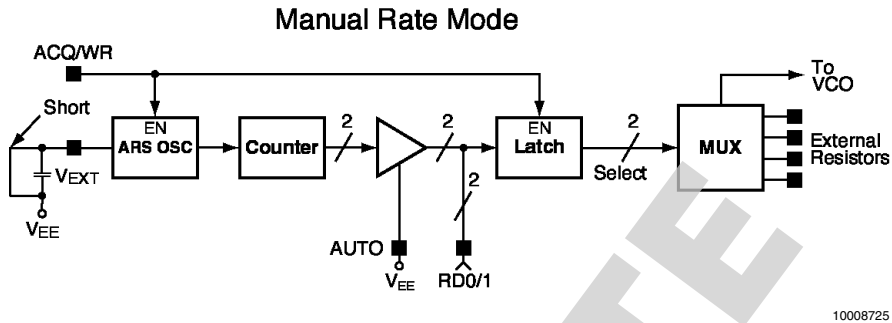 Manual Rate Mode
ACQ/WR
To
VCO
Short
EN
ARS OSC
Counter
2
2
EN
Latch
2
Select
MUX
External
Resistors
VEXT
VEE
2
AUTO
VEE
RD0/1
10008725